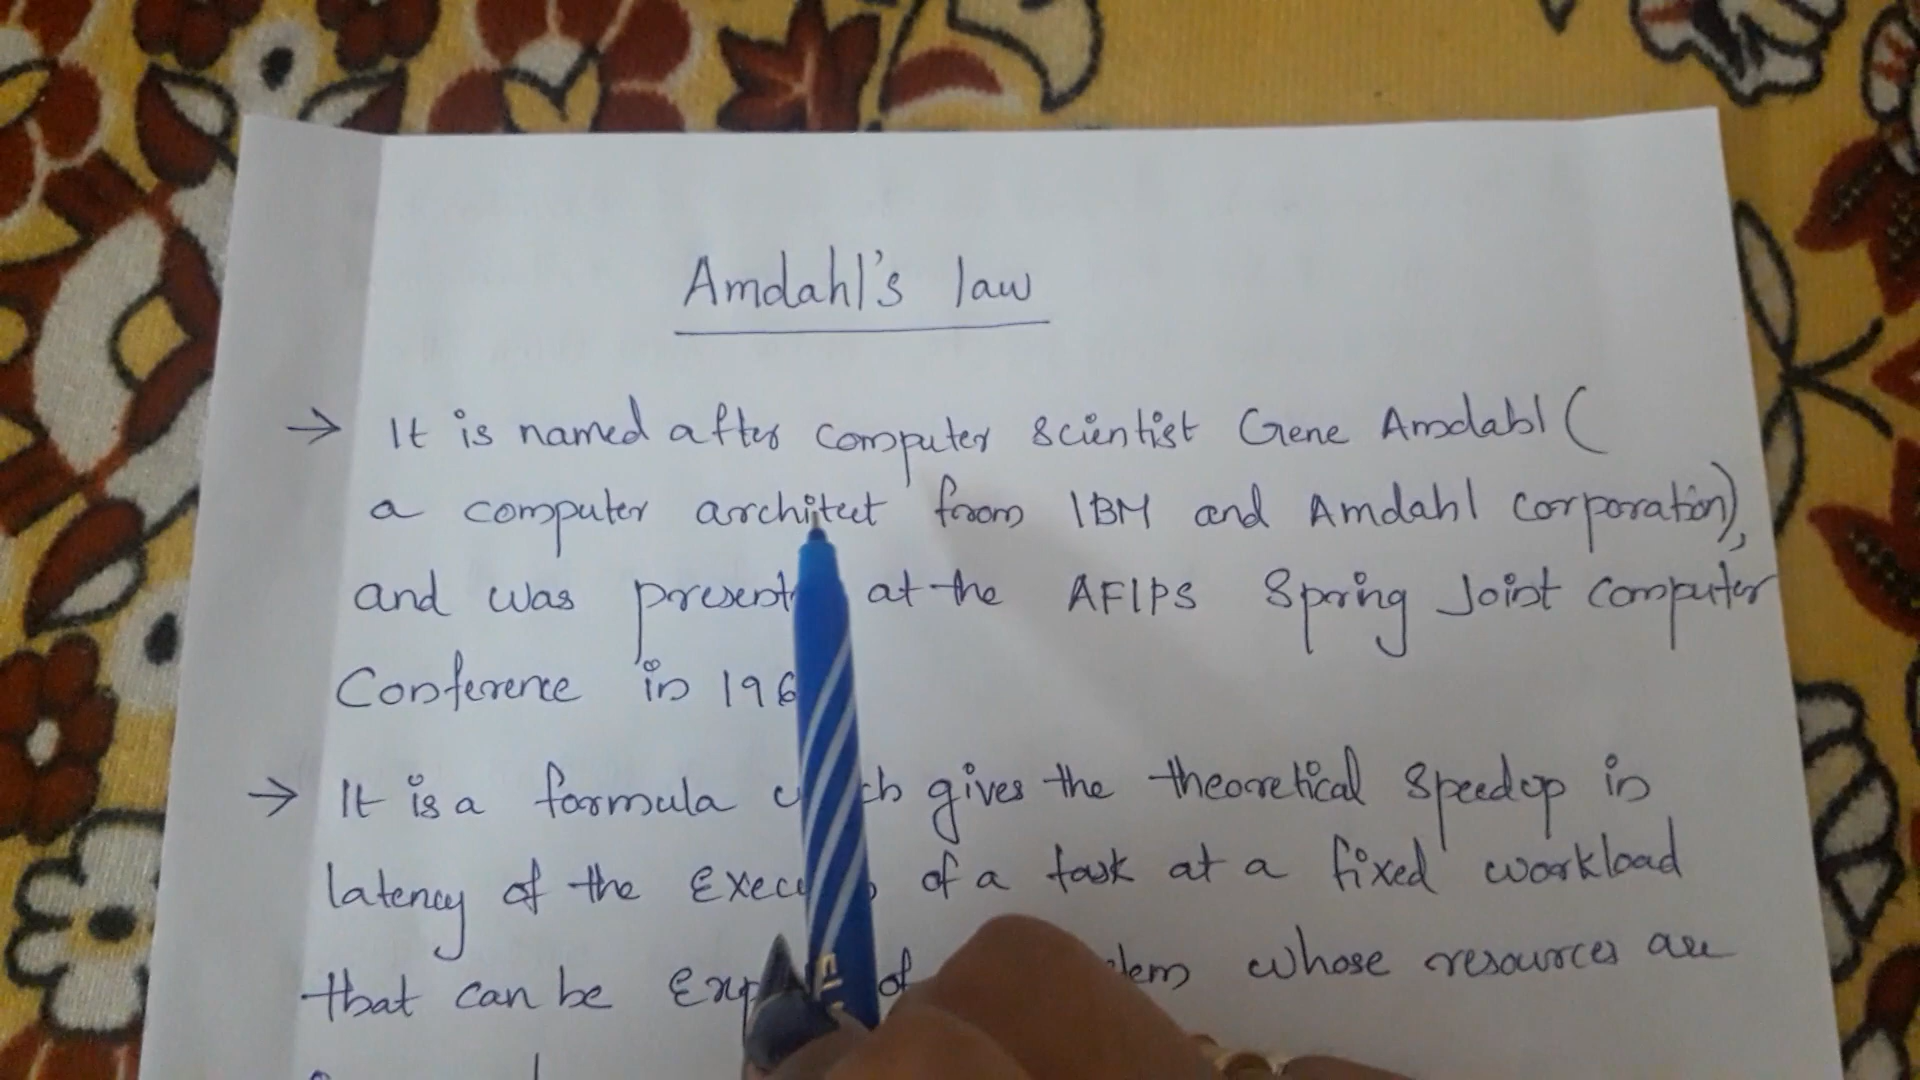 Amdahl's law
→ It is named after computer scientist Gene Amdahl (
a computer architect from IBM and Amdahl corporation),
and was present at the AFIPS Spring Joint Computer
Conference in 196
→ It is a formula gives the theoretical speedup in
latency of the of a task at a fixed workload
that can be of whose resources are